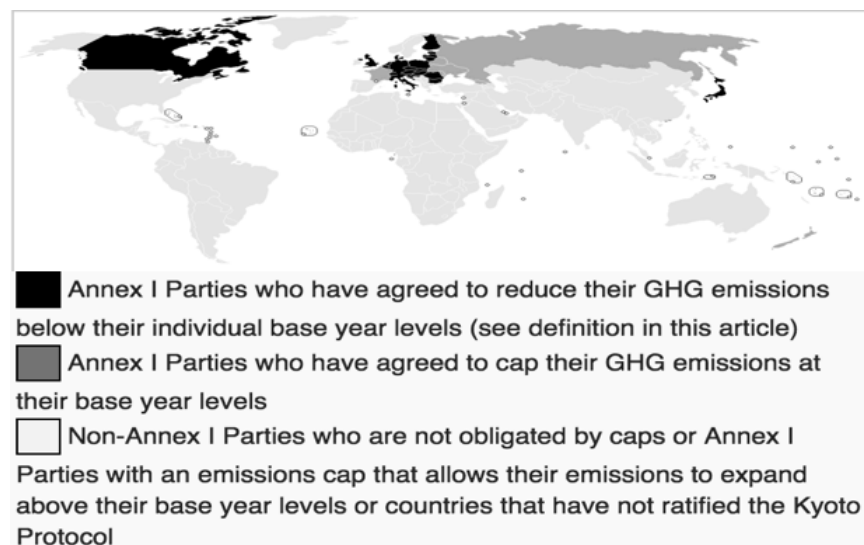 Annex I Parties who have agreed to reduce their GHG emissions
below their individual base year levels (see definition in this article)
Annex I Parties who have agreed to cap their GHG emissions at
their base year levels
Non-Annex I Parties who are not obligated by caps or Annex I
Parties with an emissions cap that allows their emissions to expand
above their base year levels or countries that have not ratified the Kyoto
Protocol